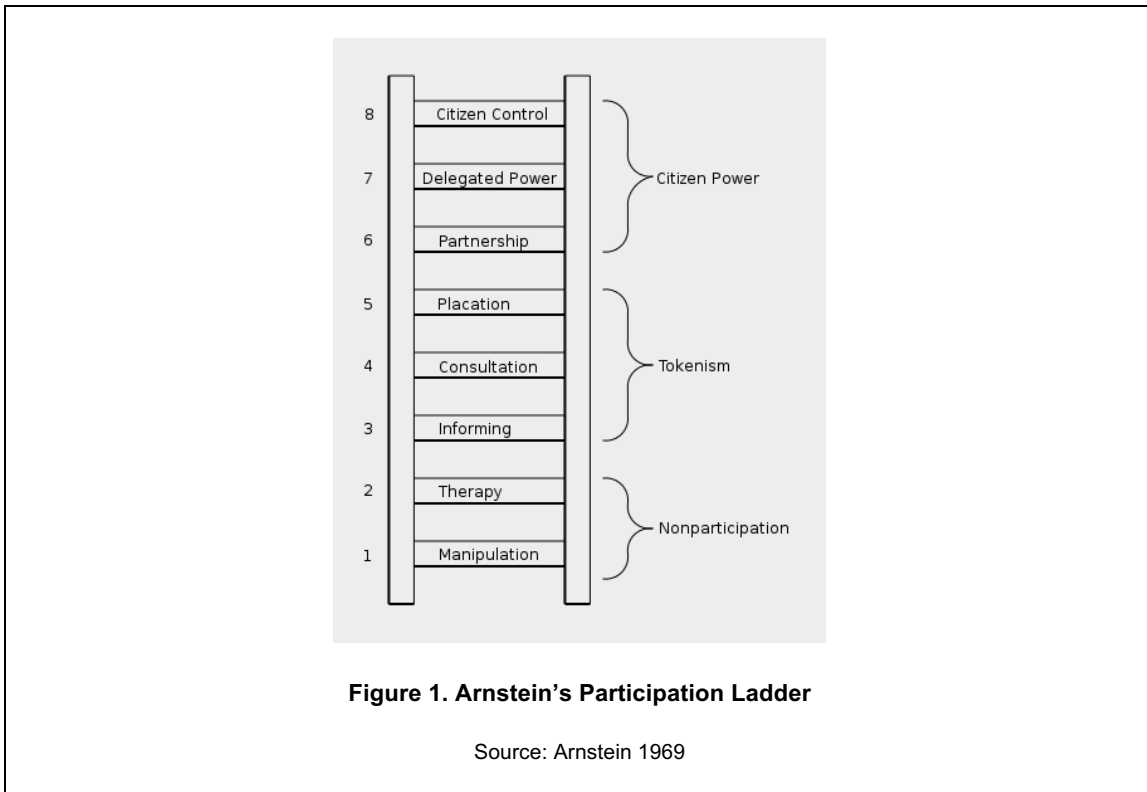 8 Citizen Control
7 Delegated Power Citizen Power
6 Partnership
5 Placation
4 Consultation Tokenism
3 Informing
2 Therapy
Nonparticipation
1 Manipulation
Figure 1. Arnstein’s Participation Ladder
Source: Arnstein 1969